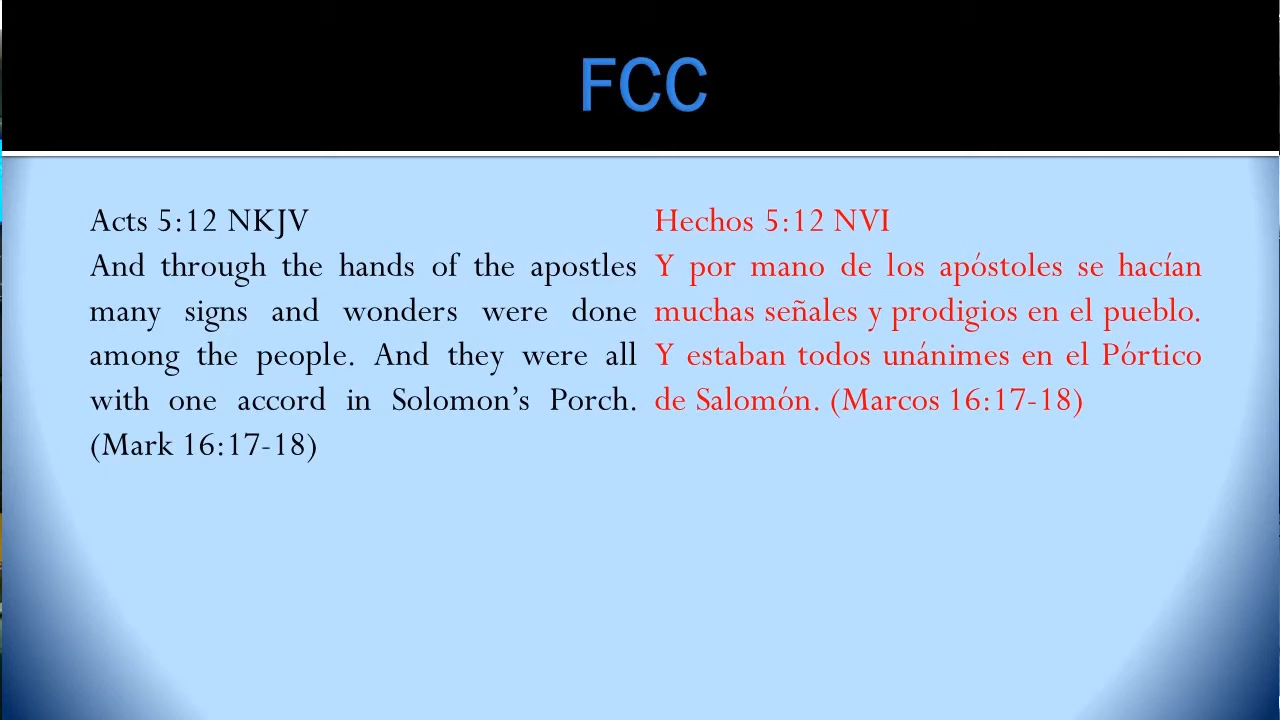 FCC
Acts 5:12 NKJV
And through the hands of the apostles
many signs and wonders were done
among the people. And they were all
with one accord in Solomon’s Porch.
(Mark 16:17-18)
Hechos 5:12 NVI
Y por mano de los apóstoles se hacían
muchas señales y prodigios en el pueblo.
Y estaban todos unánimes en el Pórtico
de Salomón. (Marcos 16:17-18)